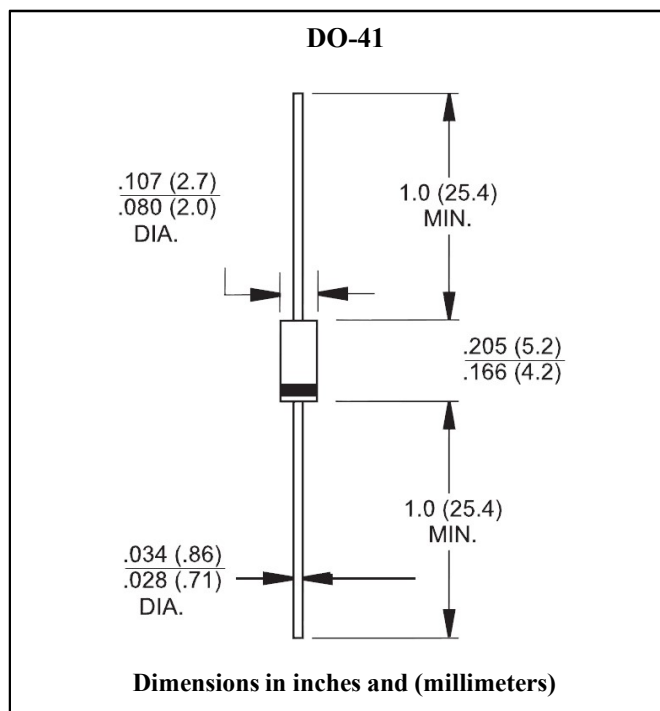 DO-41
.107 (2.7)
.080 (2.0)
DIA.
1.0 (25.4)
MIN.
.205 (5.2)
.166 (4.2)
1.0 (25.4)
MIN.
.034 (.86)
.028 (.71)
DIA.
Dimensions in inches and (millimeters)